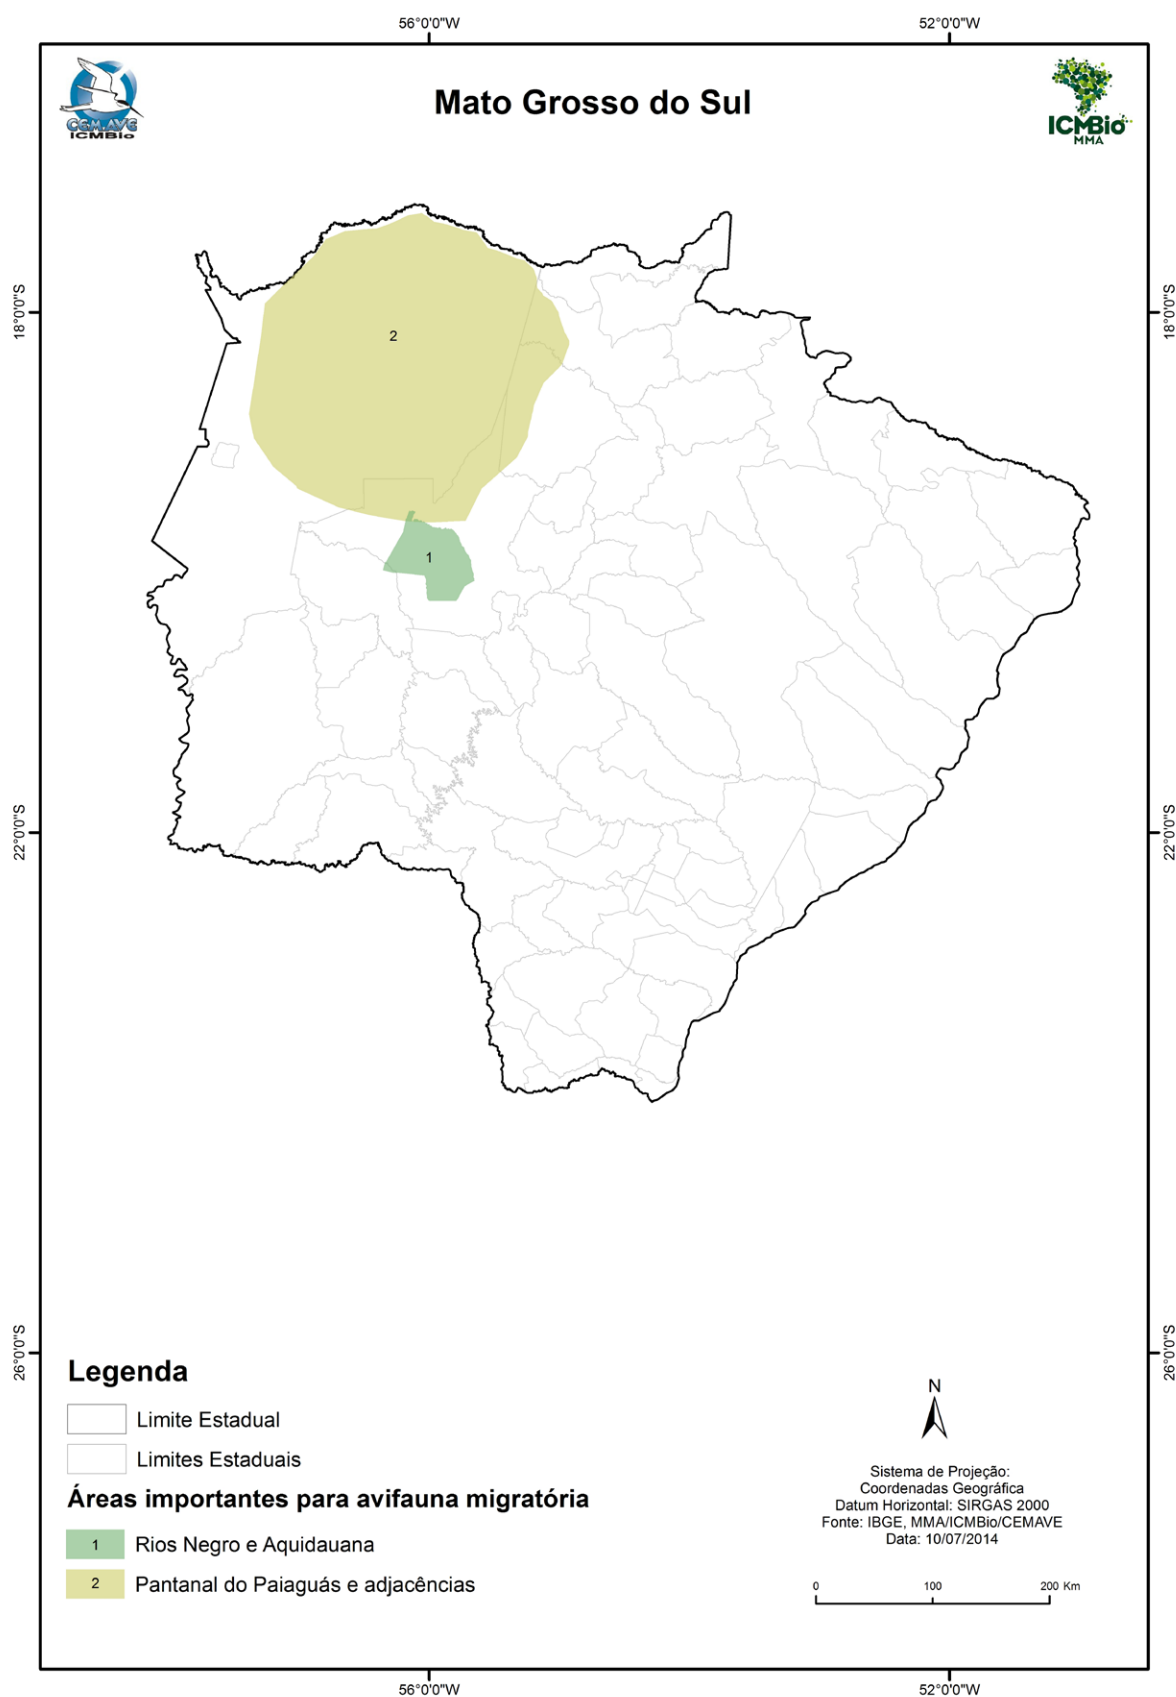 56°0'0"W
52°0'0"W
CEMAVE
ICMBio
Mato Grosso do Sul
ICMBio
MMA
18°0'0"S
18°0'0"S
2
1
22°0'0"S
22°0'0"S
26°0'0"S
26°0'0"S
Legenda
Limite Estadual
Limites Estaduais
Áreas importantes para avifauna migratória
1 Rios Negro e Aquidauana
2 Pantanal do Paiaguás e adjacências
N
Sistema de Projeção:
Coordenadas Geográfica
Datum Horizontal: SIRGAS 2000
Fonte: IBGE, MMA/ICMBio/CEMAVE
Data: 10/07/2014
0 100 200 Km
56°0'0"W
52°0'0"W